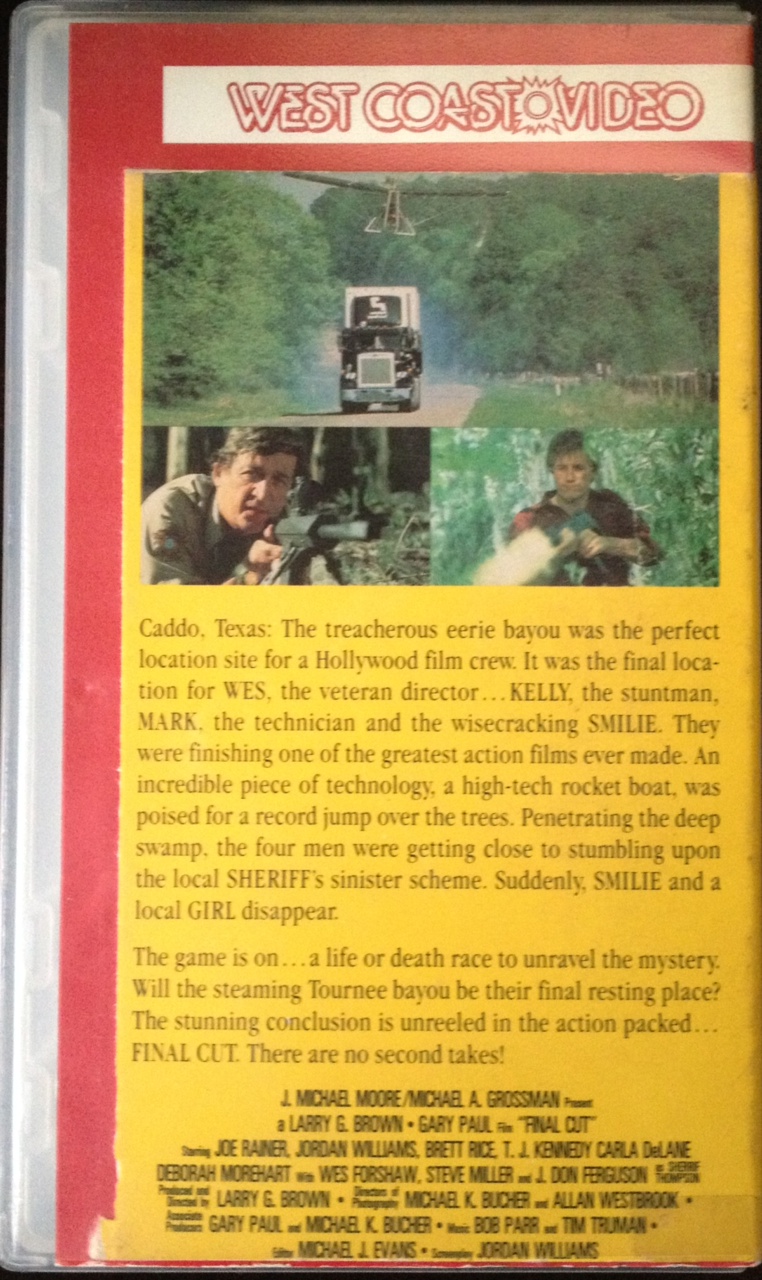 WEST COAST VIDEO
5
Caddo, Texas: The treacherous eerie bayou was the perfect
location site for a Hollywood film crew. It was the final loca-
tion for WES, the veteran director...KELLY, the stuntman,
MARK, the technician and the wisecracking SMILIE. They
were finishing one of the greatest action films ever made. An
incredible piece of technology, a high-tech rocket boat, was
poised for a record jump over the trees. Penetrating the deep
swamp, the four men were getting close to stumbling upon
the local SHERIFF's sinister scheme. Suddenly, SMILIE and a
local GIRL disappear.
The game is on...a life or death race to unravel the mystery.
Will the steaming Tournee bayou be their final resting place?
The stunning conclusion is unreeled in the action packed...
FINAL CUT. There are no second takes!
J. MICHAEL MOORE/MICHAEL A. GROSSMAN Present
a LARRY G. BROWN • GARY PAUL Film "FINAL CUT"
Starring JOE RAINER, JORDAN WILLIAMS, BRETT RICE, T. J. KENNEDY CARLA DeLANE
DEBORAH MOREHART With WES FORSHAW, STEVE MILLER and J. DON FERGUSON as SHERRIF THOMPSON
Produced and Directed by LARRY G. BROWN • Directors of Photography MICHAEL K. BUCHER and ALLAN WESTBROOK •
Associate Producers GARY PAUL and MICHAEL K. BUCHER • Music BOB PARR and TIM TRUMAN •
Editor MICHAEL J. EVANS • Screenplay JORDAN WILLIAMS